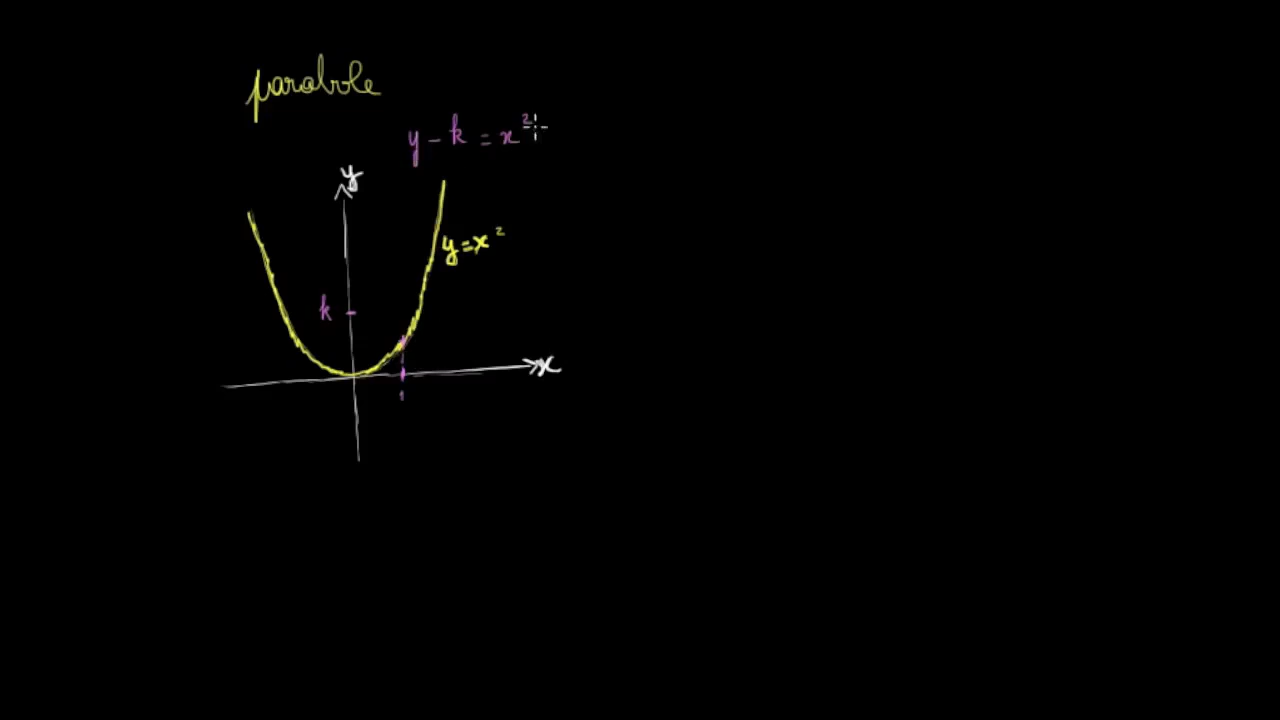 parabole
y - k = x²
y
y = x²
k
x
1